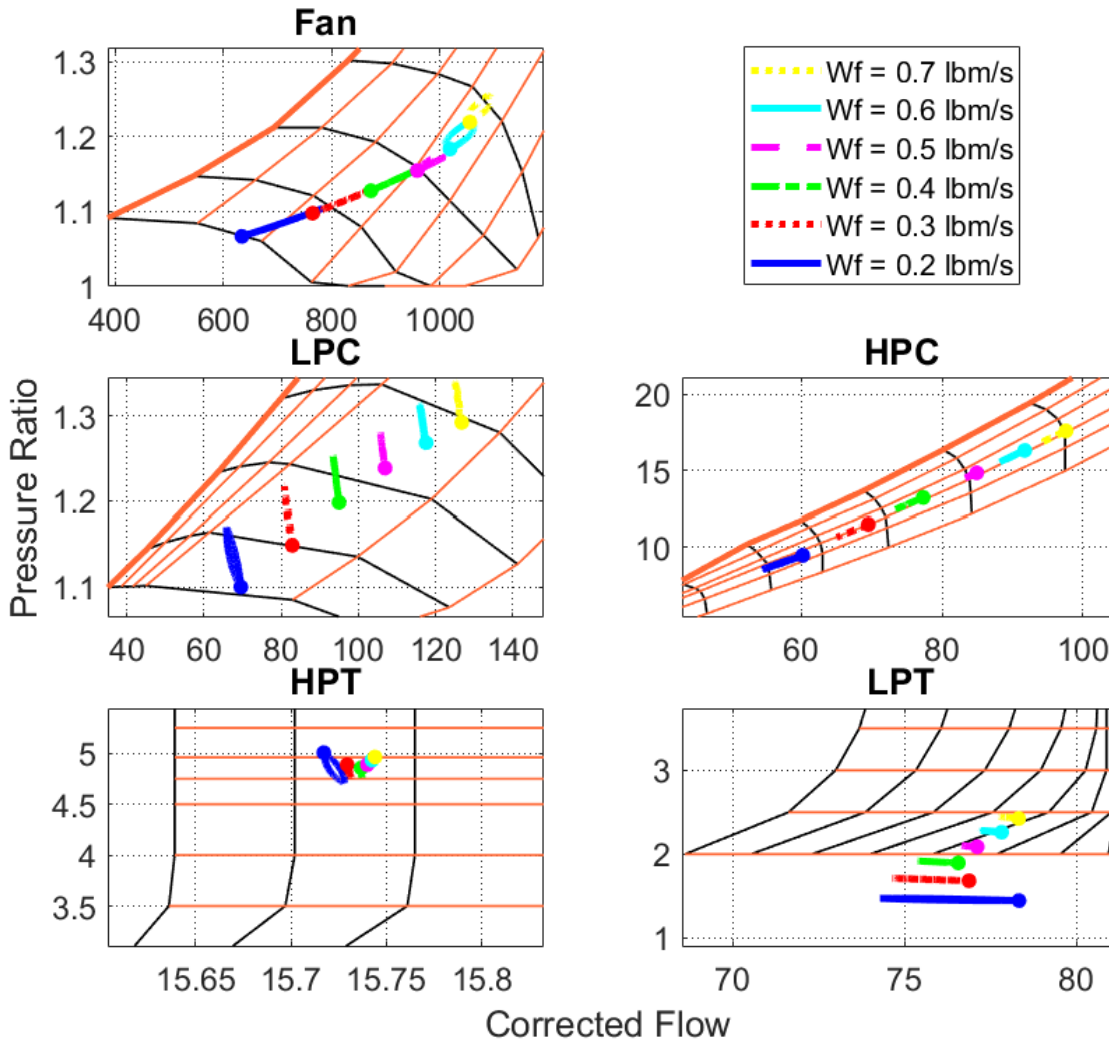 Fan
1.3
1.2
1.1
1
400 600 800 1000
Wf = 0.7 lbm/s
Wf = 0.6 lbm/s
Wf = 0.5 lbm/s
Wf = 0.4 lbm/s
Wf = 0.3 lbm/s
Wf = 0.2 lbm/s
LPC
1.3
1.2
1.1
40 60 80 100 120 140
HPC
20
15
10
60 80 100
HPT
5
4.5
4
3.5
15.65 15.7 15.75 15.8
LPT
3
2
1
70 75 80
Pressure Ratio
Corrected Flow